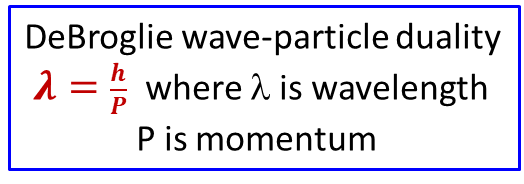 DeBroglie wave-particle duality
λ = h/P where λ is wavelength
P is momentum